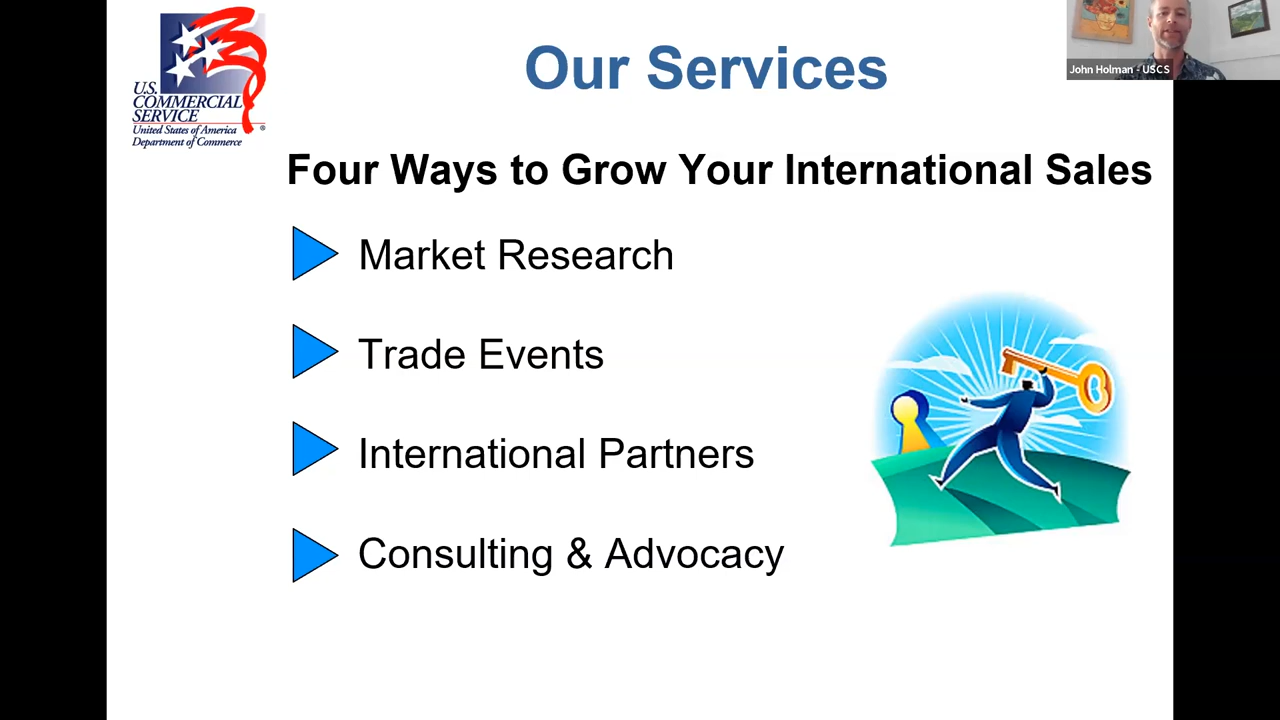 U.S.
COMMERCIAL
SERVICE
United States of America
Department of Commerce
®
Our Services
John Holman - USCS
Four Ways to Grow Your International Sales
Market Research
Trade Events
International Partners
Consulting & Advocacy